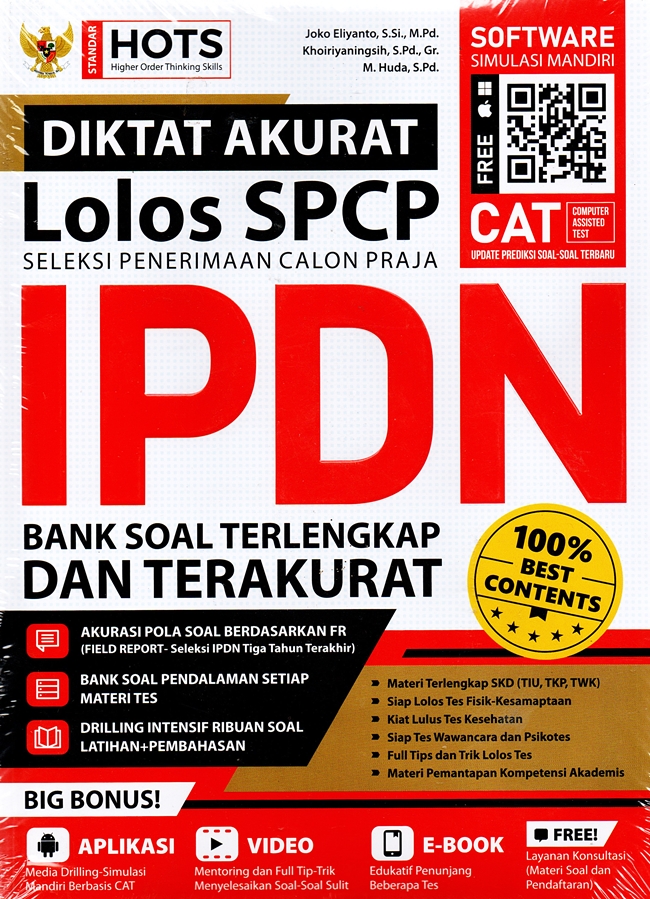 STANDAR
HOTS
Higher Order Thinking Skills
Joko Eliyanto, S.Si., M.Pd.
Khoiriyaningsih, S.Pd., Gr.
M. Huda, S.Pd.
SOFTWARE
SIMULASI MANDIRI
FREE
CAT
COMPUTER
ASSISTED
TEST
UPDATE PREDIKSI SOAL-SOAL TERBARU
DIKTAT AKURAT
Lolos SPCP
SELEKSI PENERIMAAN CALON PRAJA
IPDN
BANK SOAL TERLENGKAP
DAN TERAKURAT
100%
BEST
CONTENTS
AKURASI POLA SOAL BERDASARKAN FR
(FIELD REPORT- Seleksi IPDN Tiga Tahun Terakhir)
BANK SOAL PENDALAMAN SETIAP
MATERI TES
DRILLING INTENSIF RIBUAN SOAL
LATIHAN+PEMBAHASAN
Materi Terlengkap SKD (TIU, TKP, TWK)
Siap Lolos Tes Fisik-Kesamaptaan
Kiat Lulus Tes Kesehatan
Siap Tes Wawancara dan Psikotes
Full Tips dan Trik Lolos Tes
Materi Pemantapan Kompetensi Akademis
BIG BONUS!
APLIKASI
Media Drilling-Simulasi
Mandiri Berbasis CAT
VIDEO
Mentoring dan Full Tip-Trik
Menyelesaikan Soal-Soal Sulit
E-BOOK
Edukatif Penunjang
Beberapa Tes
FREE!
Layanan Konsultasi
(Materi Soal dan
Pendaftaran)